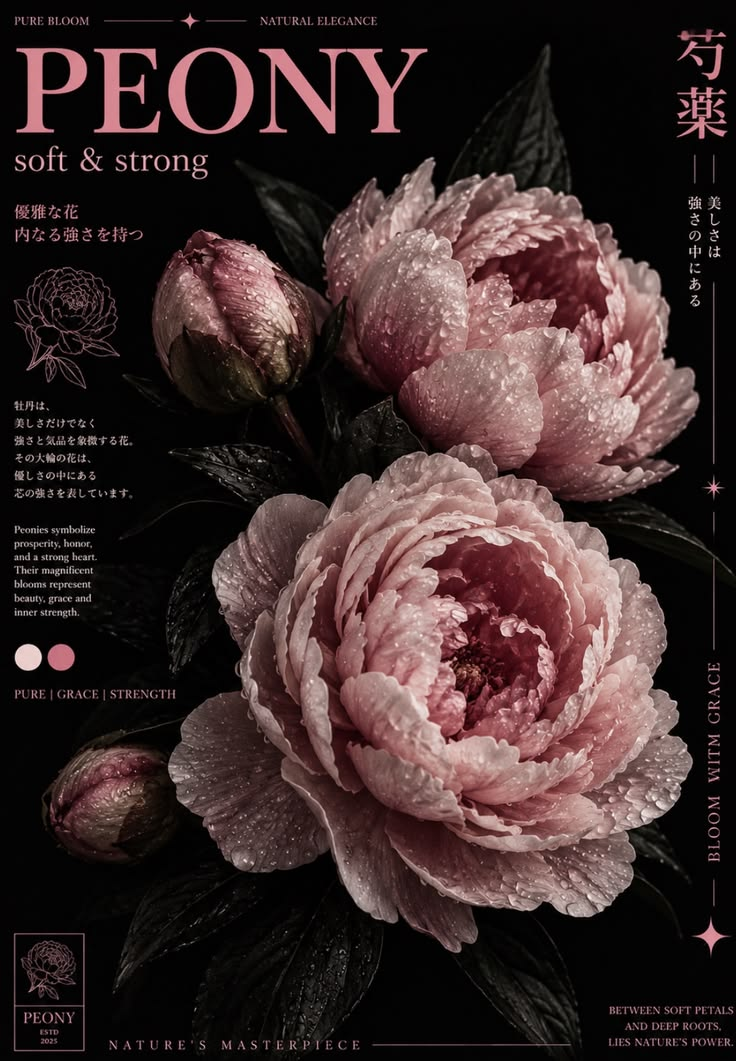 PURE BLOOM
NATURAL ELEGANCE
PEONY
soft & strong
優雅な花
内なる強さを持つ
牡丹は、
美しさだけでなく
強さと気品を象徴する花。
その大輪の花は、
優しさの中にある
芯の強さを表しています。
Peonies symbolize
prosperity, honor,
and a strong heart.
Their magnificent
blooms represent
beauty, grace and
inner strength.
PURE | GRACE | STRENGTH
芍薬
美しさは
強さの中にある
BLOOM WITM GRACE
PEONY
ESTD
2025
NATURE'S MASTERPIECE
BETWEEN SOFT PETALS
AND DEEP ROOTS,
LIES NATURE'S POWER.